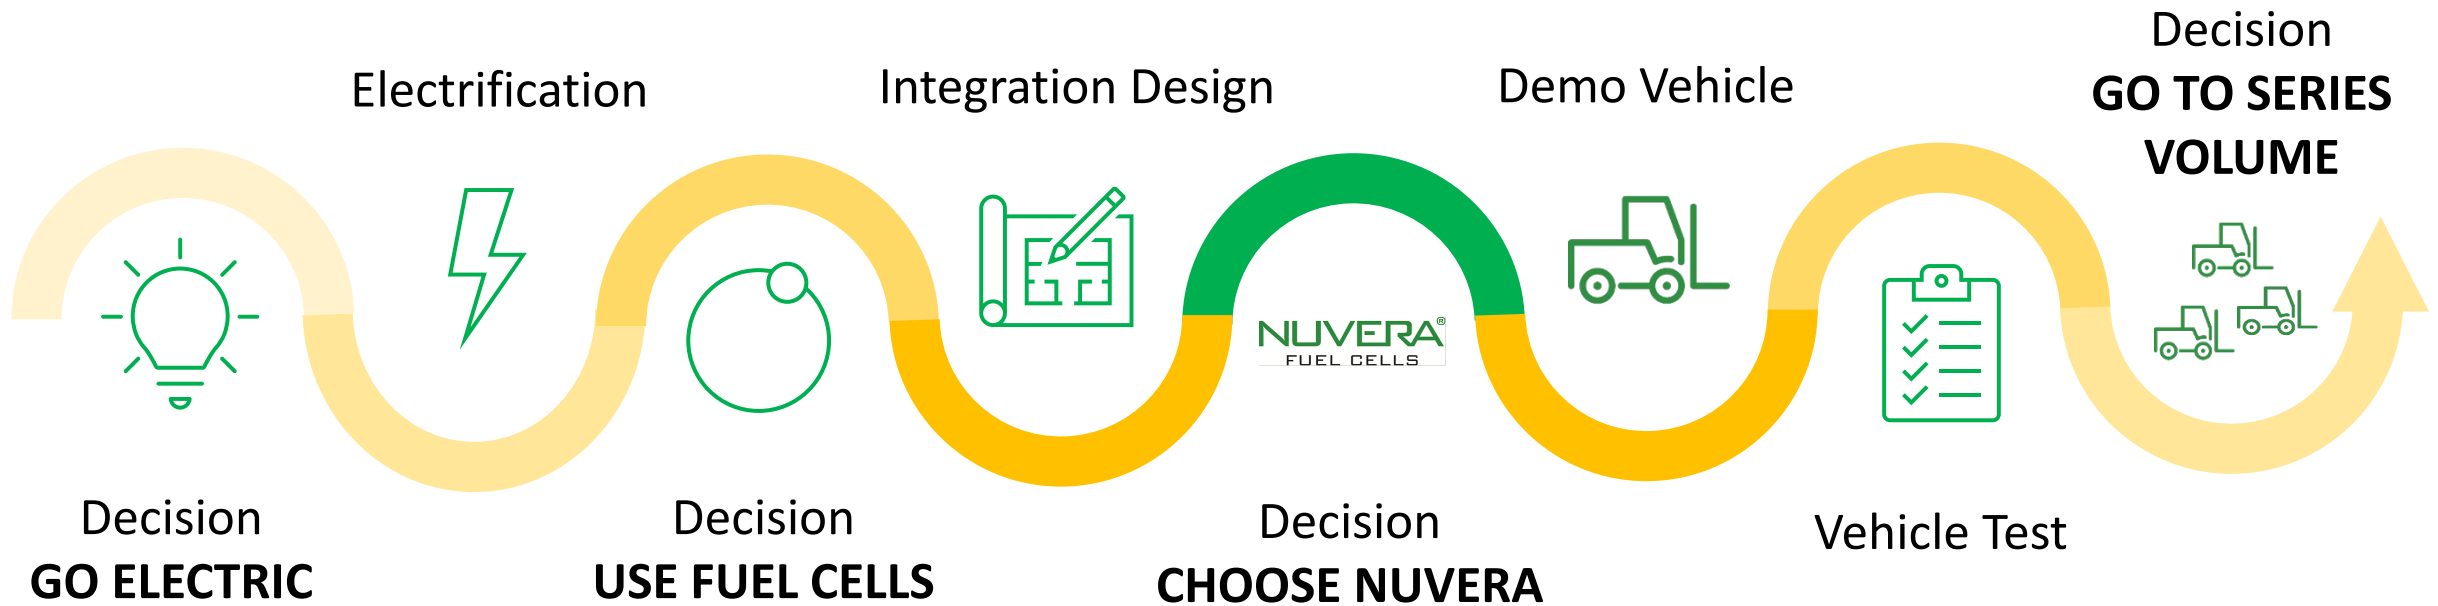 Decision
GO ELECTRIC
Electrification
Decision
USE FUEL CELLS
Integration Design
NUVERA®
FUEL CELLS
Decision
CHOOSE NUVERA
Demo Vehicle
Vehicle Test
Decision
GO TO SERIES
VOLUME